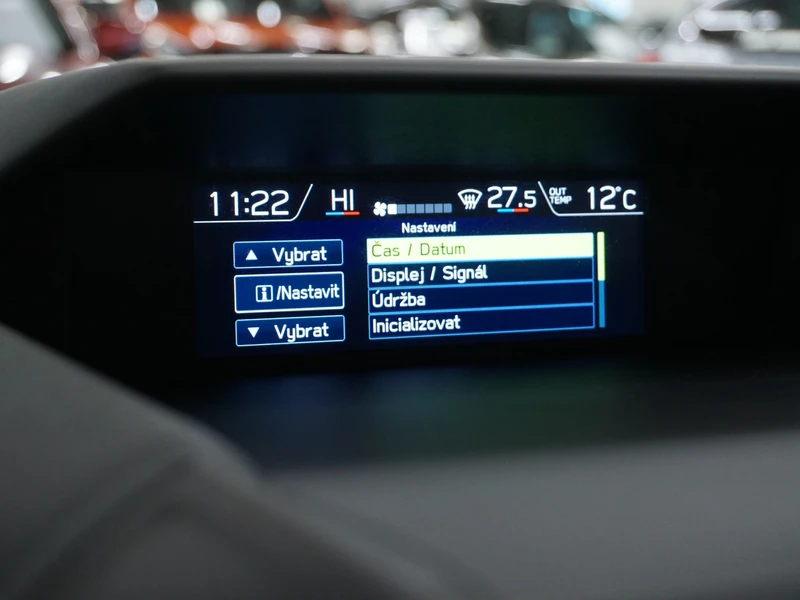 11:22 HI 27.5 OUT TEMP 12°C
Nastavení
▲ Vybrat
i/Nastavit
▼ Vybrat
Čas / Datum
Displej / Signál
Údržba
Inicializovat